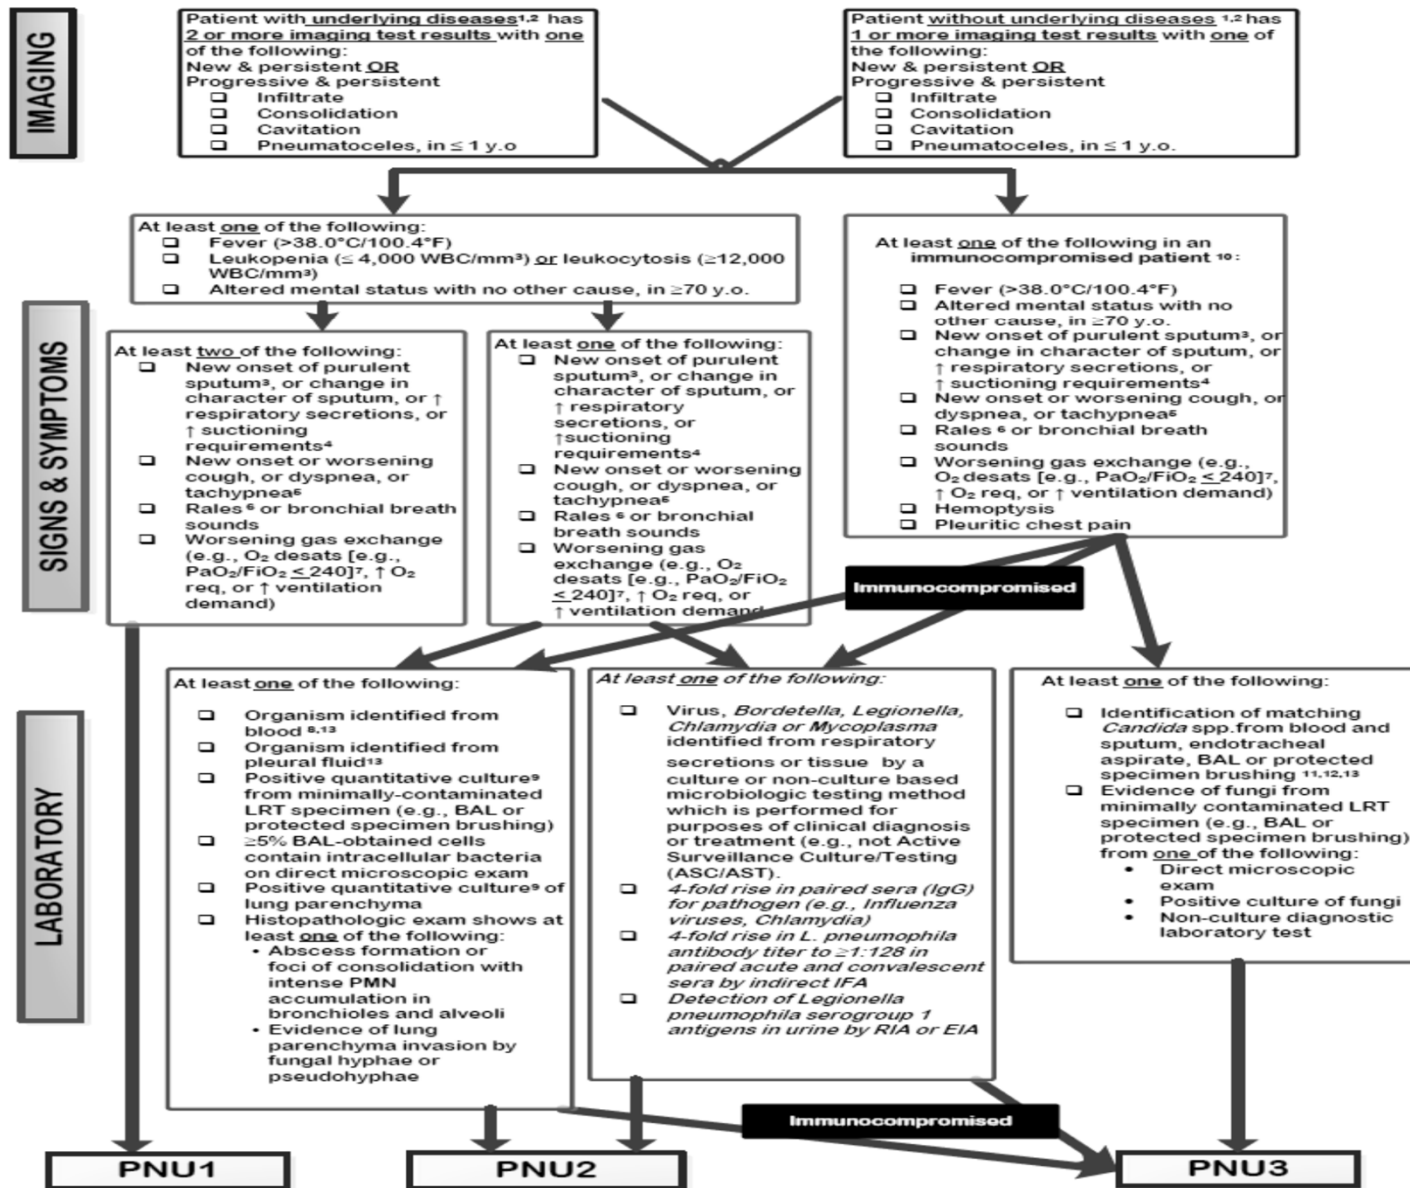 IMAGING
Patient with underlying diseases¹,² has
2 or more imaging test results with one
of the following:
New & persistent OR
Progressive & persistent
❑ Infiltrate
❑ Consolidation
❑ Cavitation
❑ Pneumatoceles, in ≤ 1 y.o
Patient without underlying diseases ¹,² has
1 or more imaging test results with one of
the following:
New & persistent OR
Progressive & persistent
❑ Infiltrate
❑ Consolidation
❑ Cavitation
❑ Pneumatoceles, in ≤ 1 y.o.
SIGNS & SYMPTOMS
At least one of the following:
❑ Fever (>38.0°C/100.4°F)
❑ Leukopenia (≤ 4,000 WBC/mm³) or leukocytosis (≥12,000
WBC/mm³)
❑ Altered mental status with no other cause, in ≥70 y.o.
At least two of the following:
❑ New onset of purulent
sputum³, or change in
character of sputum, or ↑
respiratory secretions, or
↑ suctioning
requirements⁴
❑ New onset or worsening
cough, or dyspnea, or
tachypnea⁵
❑ Rales ⁶ or bronchial breath
sounds
❑ Worsening gas exchange
(e.g., O₂ desats [e.g.,
PaO₂/FiO₂ ≤ 240]⁷, ↑ O₂
req, or ↑ ventilation
demand)
At least one of the following:
❑ New onset of purulent
sputum³, or change in
character of sputum, or
↑ respiratory
secretions, or
↑suctioning
requirements⁴
❑ New onset or worsening
cough, or dyspnea, or
tachypnea⁵
❑ Rales ⁶ or bronchial
breath sounds
❑ Worsening gas
exchange (e.g., O₂
desats [e.g., PaO₂/FiO₂
≤ 240]⁷, ↑ O₂ req, or
↑ ventilation demand
At least one of the following in an
immunocompromised patient ¹⁰:
❑ Fever (>38.0°C/100.4°F)
❑ Altered mental status with no
other cause, in ≥70 y.o.
❑ New onset of purulent sputum³, or
change in character of sputum, or
↑ respiratory secretions, or
↑ suctioning requirements⁴
❑ New onset or worsening cough, or
dyspnea, or tachypnea⁵
❑ Rales ⁶ or bronchial breath
sounds
❑ Worsening gas exchange (e.g.,
O₂ desats [e.g., PaO₂/FiO₂ ≤ 240]⁷,
↑ O₂ req, or ↑ ventilation demand)
❑ Hemoptysis
❑ Pleuritic chest pain
Immunocompromised
LABORATORY
At least one of the following:
❑ Organism identified from
blood ⁸,¹³
❑ Organism identified from
pleural fluid¹³
❑ Positive quantitative culture⁹
from minimally-contaminated
LRT specimen (e.g., BAL or
protected specimen brushing)
❑ ≥5% BAL-obtained cells
contain intracellular bacteria
on direct microscopic exam
❑ Positive quantitative culture⁹ of
lung parenchyma
❑ Histopathologic exam shows at
least one of the following:
• Abscess formation or
foci of consolidation with
intense PMN
accumulation in
bronchioles and alveoli
• Evidence of lung
parenchyma invasion by
fungal hyphae or
pseudohyphae
At least one of the following:
❑ Virus, Bordetella, Legionella,
Chlamydia or Mycoplasma
identified from respiratory
secretions or tissue by a
culture or non-culture based
microbiologic testing method
which is performed for
purposes of clinical diagnosis
or treatment (e.g., not Active
Surveillance Culture/Testing
(ASC/AST).
❑ 4-fold rise in paired sera (IgG)
for pathogen (e.g., Influenza
viruses, Chlamydia)
❑ 4-fold rise in L. pneumophila
antibody titer to ≥1:128 in
paired acute and convalescent
sera by indirect IFA
❑ Detection of Legionella
pneumophila serogroup 1
antigens in urine by RIA or EIA
At least one of the following:
❑ Identification of matching
Candida spp.from blood and
sputum, endotracheal
aspirate, BAL or protected
specimen brushing ¹¹,¹²,¹³
❑ Evidence of fungi from
minimally contaminated LRT
specimen (e.g., BAL or
protected specimen brushing)
from one of the following:
• Direct microscopic
exam
• Positive culture of fungi
• Non-culture diagnostic
laboratory test
Immunocompromised
PNU1
PNU2
PNU3